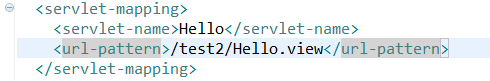 <servlet-mapping>
<servlet-name>Hello</servlet-name>
<url-pattern>/test2/Hello.view</url-pattern>
</servlet-mapping>